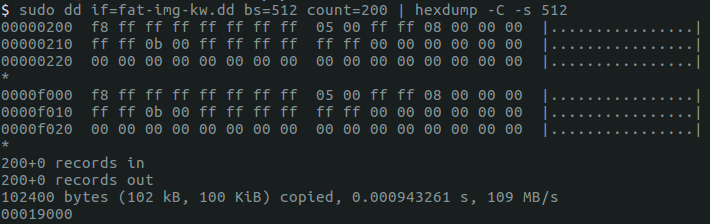 $ sudo dd if=fat-img-kw.dd bs=512 count=200 | hexdump -C -s 512
00000200  f8 ff ff ff ff ff ff ff  05 00 ff ff 08 00 00 00  |................|
00000210  ff ff 0b 00 ff ff ff ff  ff ff 00 00 00 00 00 00  |................|
00000220  00 00 00 00 00 00 00 00  00 00 00 00 00 00 00 00  |................|
*
0000f000  f8 ff ff ff ff ff ff ff  05 00 ff ff 08 00 00 00  |................|
0000f010  ff ff 0b 00 ff ff ff ff  ff ff 00 00 00 00 00 00  |................|
0000f020  00 00 00 00 00 00 00 00  00 00 00 00 00 00 00 00  |................|
*
200+0 records in
200+0 records out
102400 bytes (102 kB, 100 KiB) copied, 0.000943261 s, 109 MB/s
00019000